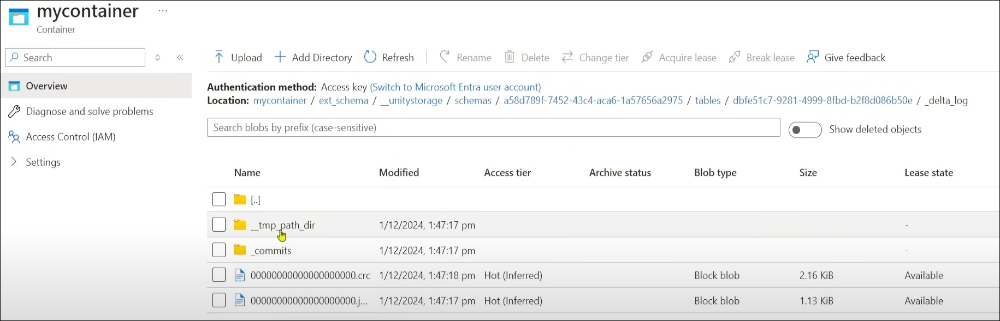 mycontainer ...
Container
Search
Overview
Diagnose and solve problems
Access Control (IAM)
Settings
Upload Add Directory Refresh Rename Delete Change tier Acquire lease Break lease Give feedback
Authentication method: Access key (Switch to Microsoft Entra user account)
Location: mycontainer / ext_schema / __unitystorage / schemas / a58d789f-7452-43c4-aca6-1a57656a2975 / tables / dbfe51c7-9281-4999-8fbd-b2f8d086b50e / _delta_log
Search blobs by prefix (case-sensitive) Show deleted objects
Name Modified Access tier Archive status Blob type Size Lease state
[..]
__tmp_path_dir 1/12/2024, 1:47:17 pm -
_commits 1/12/2024, 1:47:17 pm -
00000000000000000000.crc 1/12/2024, 1:47:18 pm Hot (Inferred) Block blob 2.16 KiB Available
00000000000000000000.j... 1/12/2024, 1:47:17 pm Hot (Inferred) Block blob 1.13 KiB Available